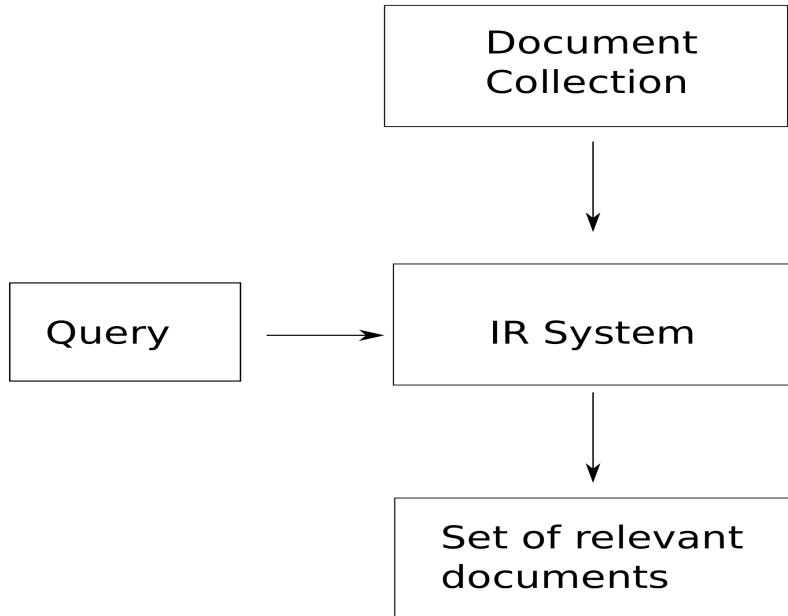 Document
Collection
Query
IR System
Set of relevant
documents